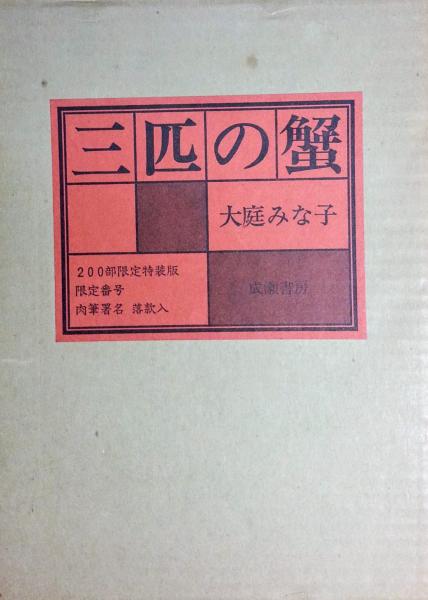 三匹の蟹
大庭みな子
200部限定特装版
限定番号
肉筆署名 落款入
成瀬書房